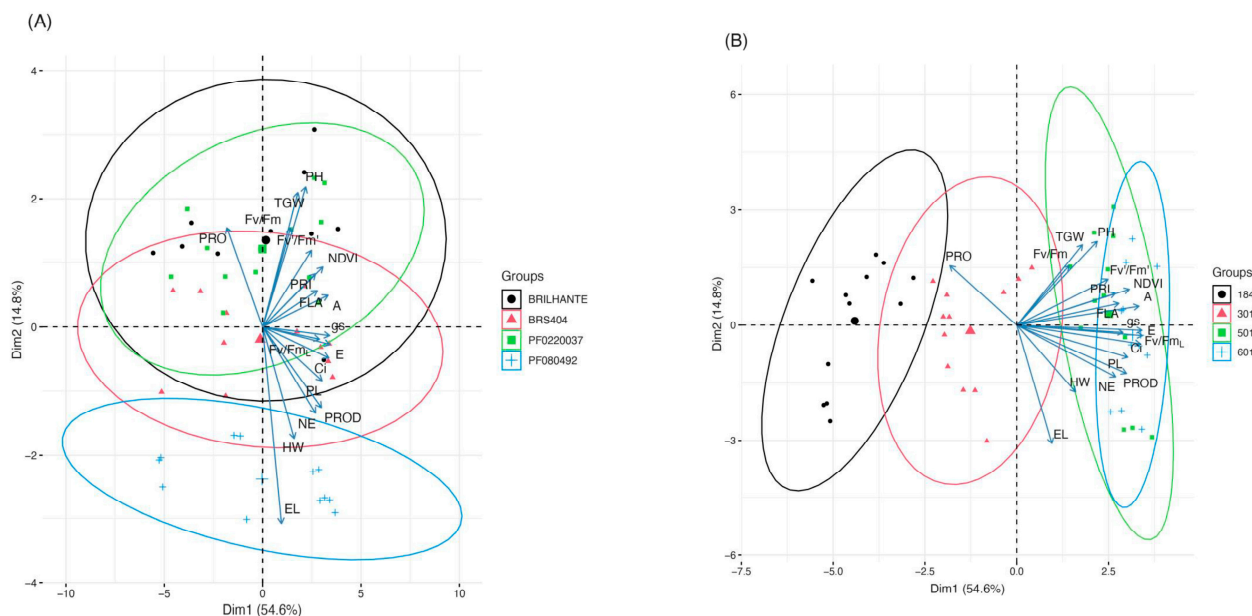 (A)
4
2
0
−2
−4
Dim2 (14.8%)
−10
−5
0
5
10
Dim1 (54.6%)
PH
TGW
Fv/Fm
PRO
Fv'/Fm'
NDVI
PRI
FLA
A
gs
Fv/FmL
E
Ci
PL
PROD
NE
HW
EL
Groups
BRILHANTE
BRS404
PF0220037
PF080492
(B)
6
3
0
−3
−6
Dim2 (14.8%)
−7.5
−5.0
−2.5
0.0
2.5
Dim1 (54.6%)
TGW
PH
Fv/Fm
PRO
Fv/Fm'
PRI
NDVI
A
FLA
gs
E
Fv/FmL
Ci
PL
HW
NE
PROD
EL
Groups
184
301
501
601